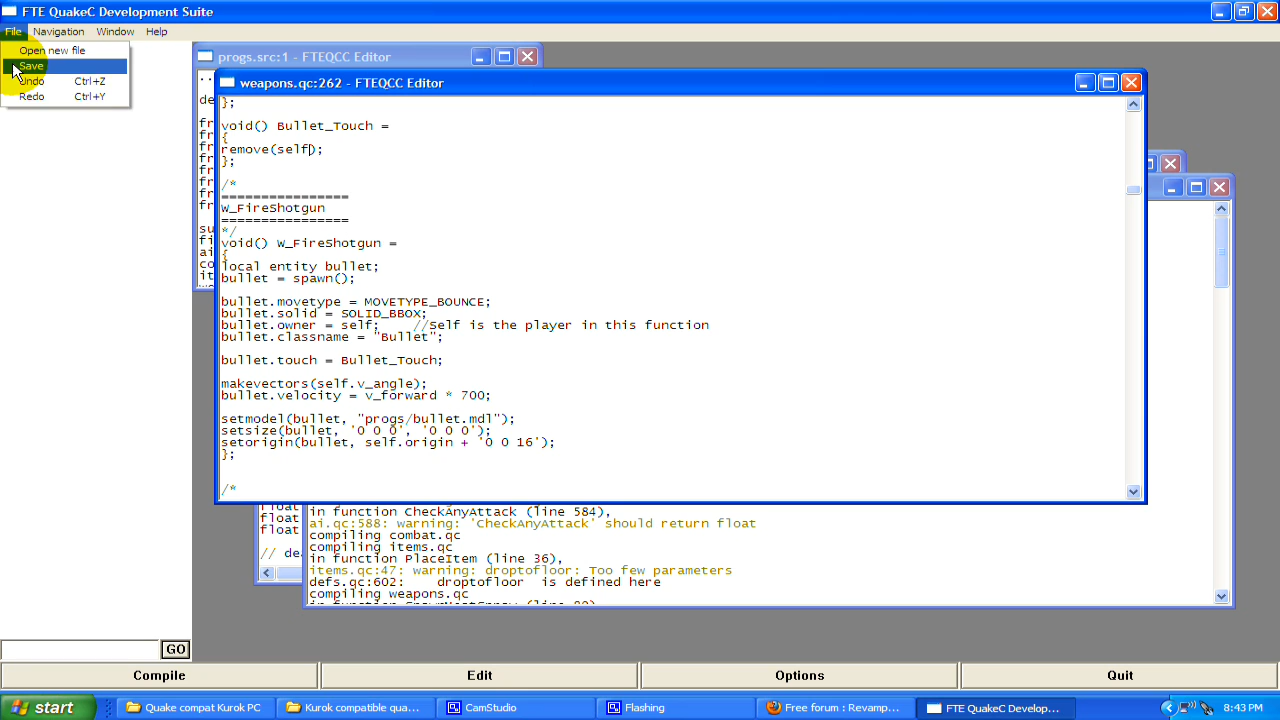 FTE QuakeC Development Suite
File Navigation Window Help
Open new file
Save
Undo Ctrl+Z
Redo Ctrl+Y
progs.src:1 - FTEQCC Editor
weapons.qc:262 - FTEQCC Editor
};
void() Bullet_Touch =
{
remove(self);
};
/*
================
W_FireShotgun
================
*/
void() W_FireShotgun =
{
local entity bullet;
bullet = spawn();
bullet.movetype = MOVETYPE_BOUNCE;
bullet.solid = SOLID_BBOX;
bullet.owner = self; //self is the player in this function
bullet.classname = "Bullet";
bullet.touch = Bullet_Touch;
makevectors(self.v_angle);
bullet.velocity = v_forward * 700;
setmodel(bullet, "progs/bullet.mdl");
setsize(bullet, '0 0 0', '0 0 0');
setorigin(bullet, self.origin + '0 0 16');
};
/*
float
float
float
// dea
in function CheckAnyAttack (line 584),
ai.qc:588: warning: 'CheckAnyAttack' should return float
compiling combat.qc
compiling items.qc
in function PlaceItem (line 36),
items.qc:47: warning: droptofloor: Too few parameters
defs.qc:602: droptofloor is defined here
compiling weapons.qc
GO
Compile Edit Options Quit
start Quake compat Kurok PC Kurok compatible qua... CamStudio Flashing Free forum : Revamp... FTE QuakeC Develop... 8:43 PM